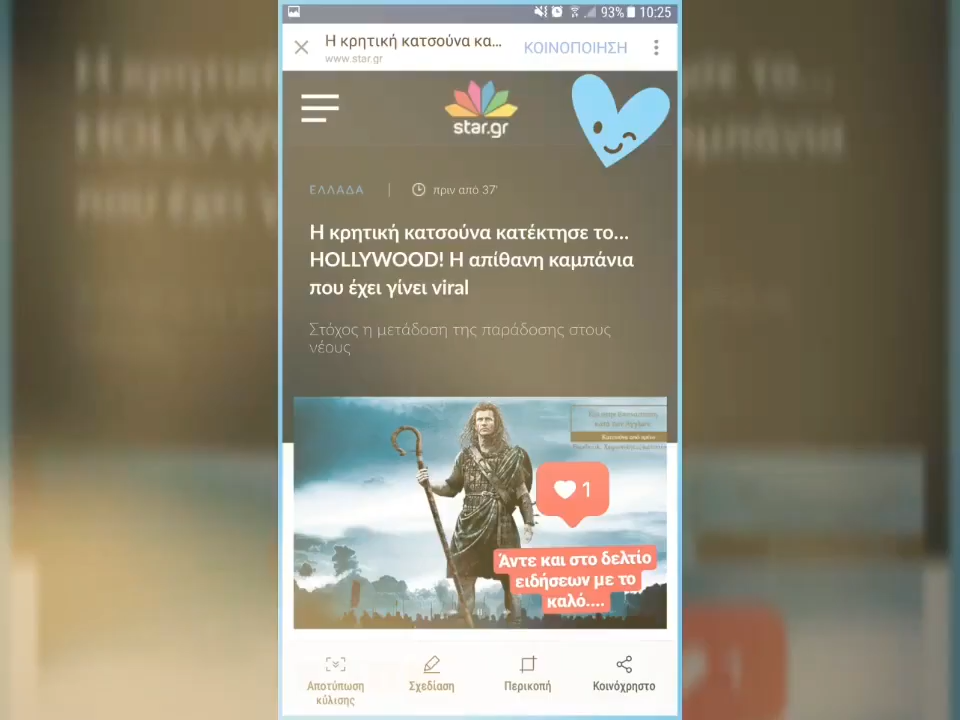 93% 10:25
Η κρητική κατσούνα κα...
www.star.gr
ΚΟΙΝΟΠΟΙΗΣΗ
star.gr
ΕΛΛΑΔΑ | πριν από 37'
Η κρητική κατσούνα κατέκτησε το...
HOLLYWOOD! Η απίθανη καμπάνια
που έχει γίνει viral
Στόχος η μετάδοση της παράδοσης στους
νέους
1
Άντε και στο δελτίο
ειδήσεων με το
καλό....
Αποτύπωση
κύλισης
Σχεδίαση
Περικοπή
Κοινόχρηστο